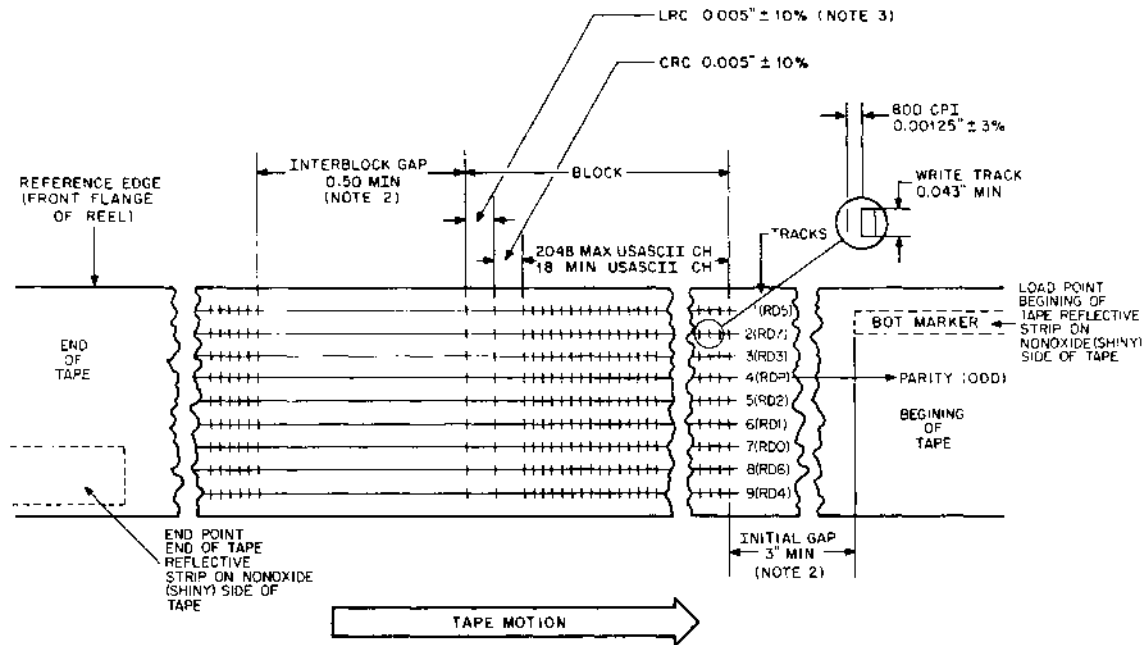 LRC 0.005" ± 10% (NOTE 3)
CRC 0.005" ± 10%
800 CPI
0.00125" ± 3%
WRITE TRACK
0.043" MIN
INTERBLOCK GAP
0.50 MIN
(NOTE 2)
BLOCK
REFERENCE EDGE
(FRONT FLANGE
OF REEL)
TRACKS
2048 MAX USASCII CH
18 MIN USASCII CH
LOAD POINT
BEGINING OF
TAPE REFLECTIVE
STRIP ON
NONOXIDE(SHINY)
SIDE OF TAPE
BOT MARKER
END
OF
TAPE
1(RD5)
2(RD7)
3(RD3)
4(RDP)
5(RD2)
6(RD1)
7(RD0)
8(RD6)
9(RD4)
PARITY (ODD)
BEGINING
OF
TAPE
END POINT
END OF TAPE
REFLECTIVE
STRIP ON NONOXIDE
(SHINY) SIDE OF
TAPE
INITIAL GAP
3" MIN
(NOTE 2)
TAPE MOTION